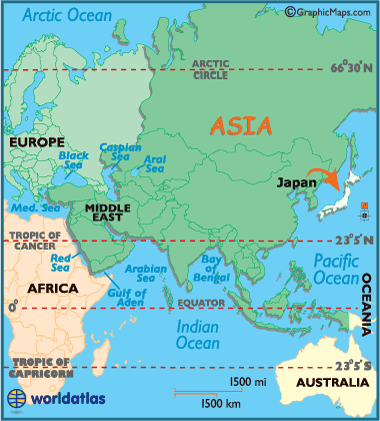 ©GraphicMaps.com
Arctic Ocean
ARCTIC
CIRCLE
66°30'N
ASIA
EUROPE
Black
Sea
Caspian
Sea
Aral
Sea
Japan
Med. Sea
MIDDLE
EAST
TROPIC OF
CANCER
23°5'N
Red
Sea
Arabian
Sea
Bay
of
Bengal
Pacific
Ocean
AFRICA
Gulf of
Aden
EQUATOR
0°
OCEANIA
Indian
Ocean
TROPIC OF
CAPRICORN
23°5'S
1500 mi
1500 km
AUSTRALIA
worldatlas